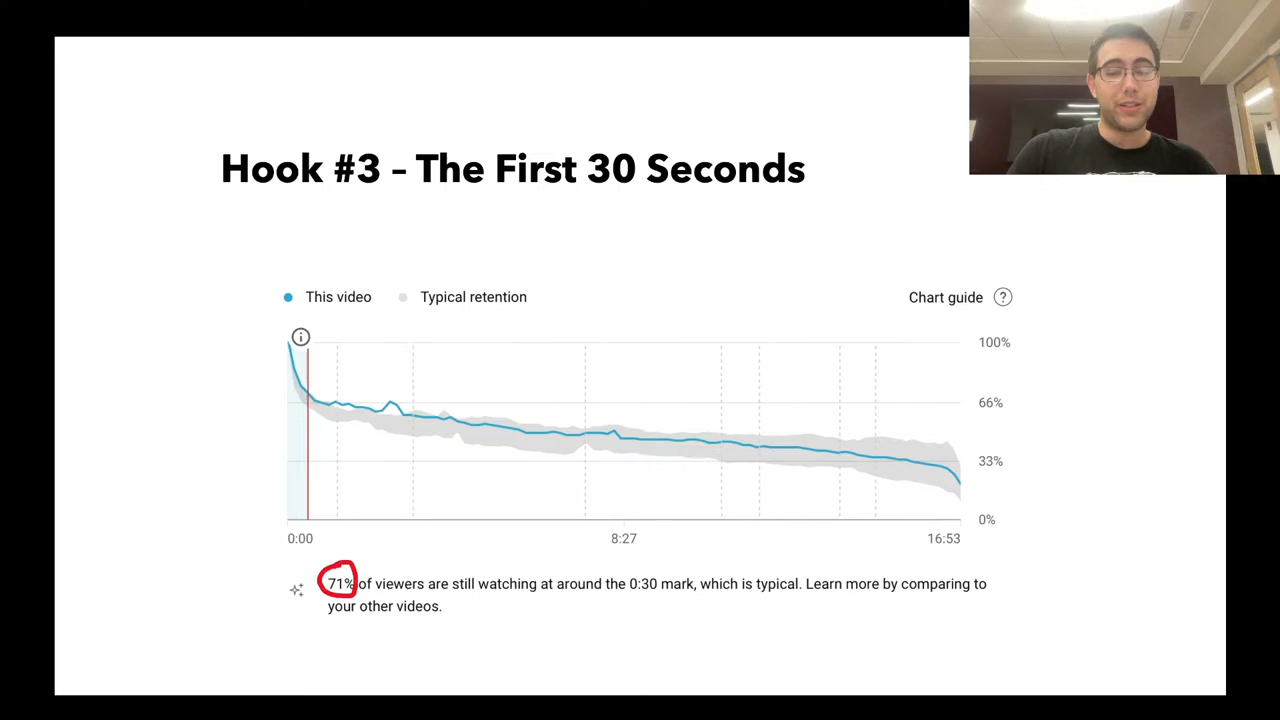 Hook #3 – The First 30 Seconds
This video
Typical retention
Chart guide ?
100%
66%
33%
0%
0:00
8:27
16:53
71% of viewers are still watching at around the 0:30 mark, which is typical. Learn more by comparing to
your other videos.